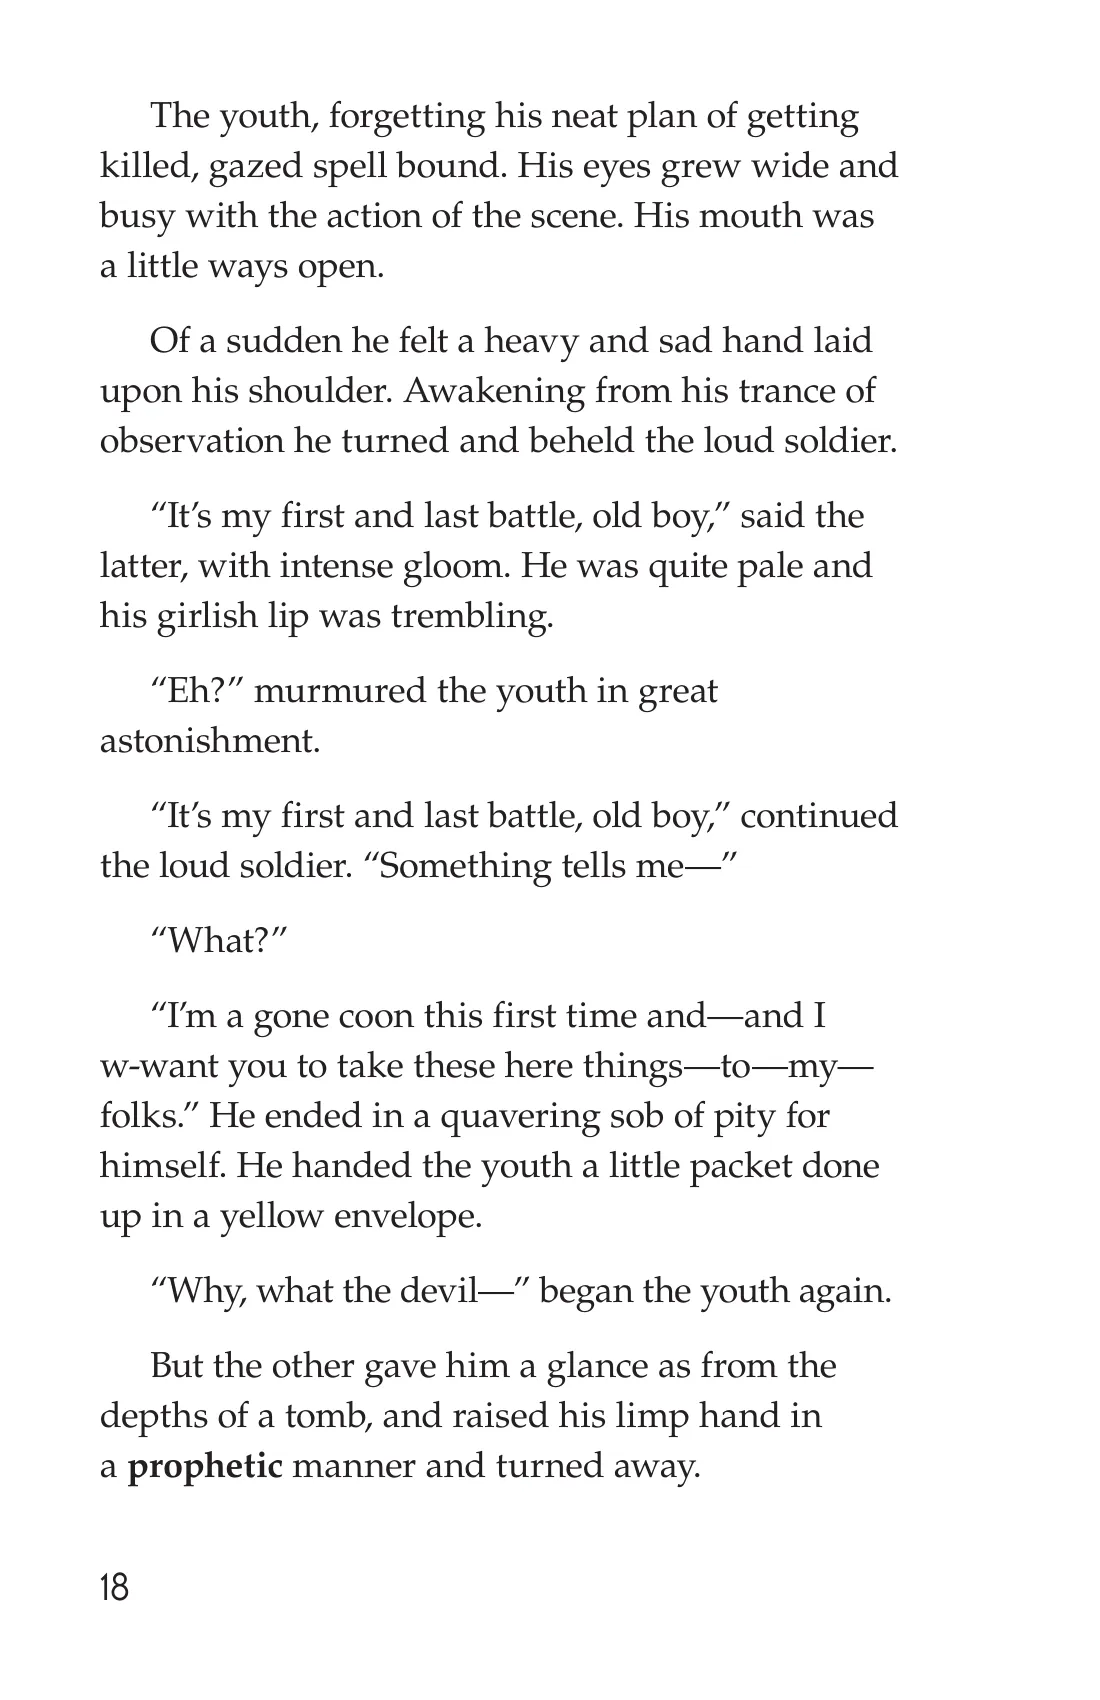 The youth, forgetting his neat plan of getting
killed, gazed spell bound. His eyes grew wide and
busy with the action of the scene. His mouth was
a little ways open.
Of a sudden he felt a heavy and sad hand laid
upon his shoulder. Awakening from his trance of
observation he turned and beheld the loud soldier.
“It’s my first and last battle, old boy,” said the
latter, with intense gloom. He was quite pale and
his girlish lip was trembling.
“Eh?” murmured the youth in great
astonishment.
“It’s my first and last battle, old boy,” continued
the loud soldier. “Something tells me—”
“What?”
“I’m a gone coon this first time and—and I
w-want you to take these here things—to—my—
folks.” He ended in a quavering sob of pity for
himself. He handed the youth a little packet done
up in a yellow envelope.
“Why, what the devil—” began the youth again.
But the other gave him a glance as from the
depths of a tomb, and raised his limp hand in
a prophetic manner and turned away.
18